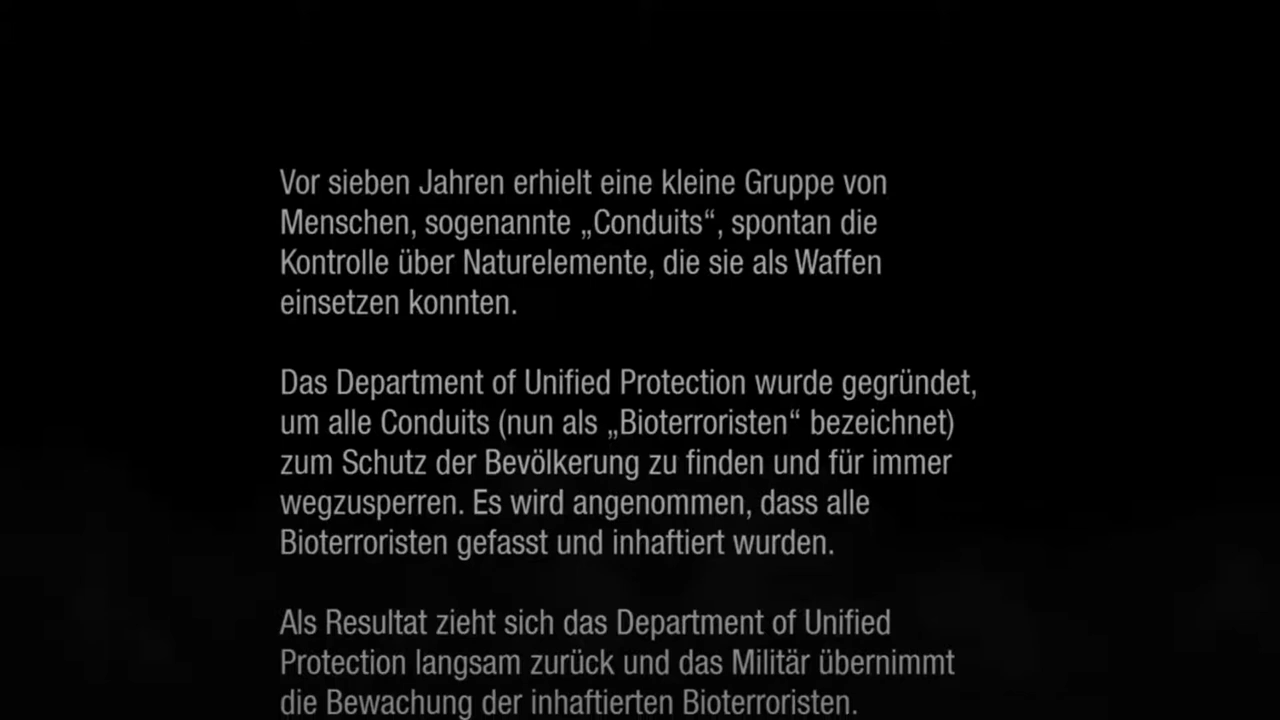 Vor sieben Jahren erhielt eine kleine Gruppe von
Menschen, sogenannte „Conduits“, spontan die
Kontrolle über Naturelemente, die sie als Waffen
einsetzen konnten.
Das Department of Unified Protection wurde gegründet,
um alle Conduits (nun als „Bioterroristen“ bezeichnet)
zum Schutz der Bevölkerung zu finden und für immer
wegzusperren. Es wird angenommen, dass alle
Bioterroristen gefasst und inhaftiert wurden.
Als Resultat zieht sich das Department of Unified
Protection langsam zurück und das Militär übernimmt
die Bewachung der inhaftierten Bioterroristen.